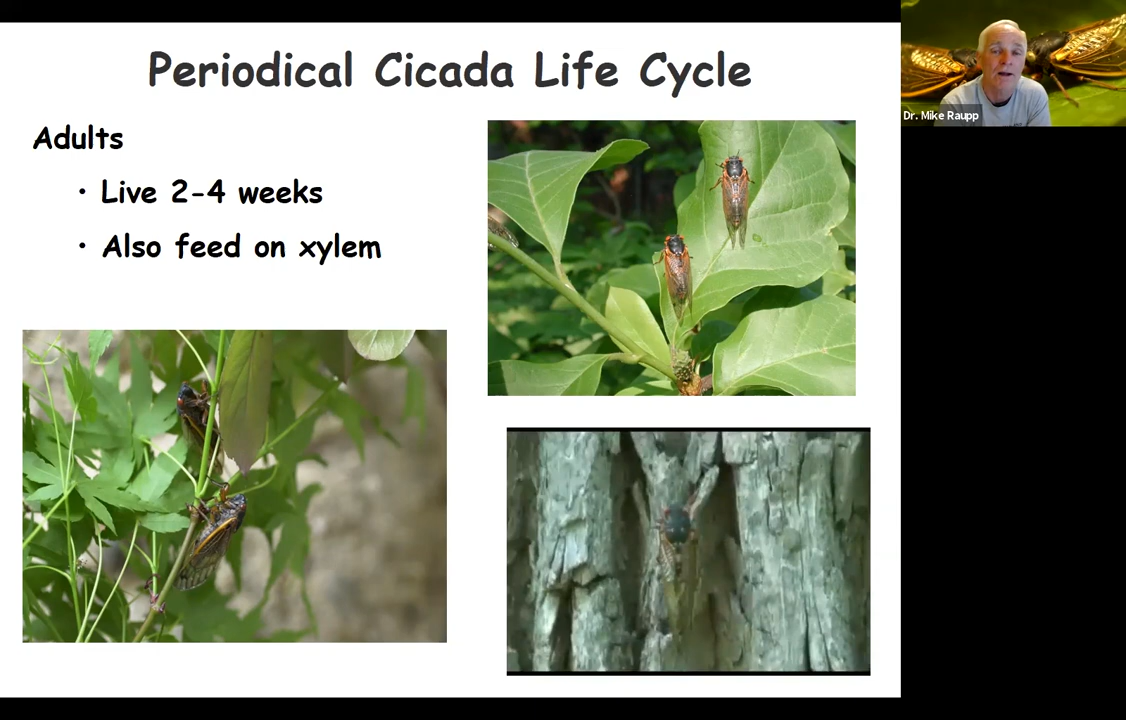 Periodical Cicada Life Cycle
Adults
• Live 2-4 weeks
• Also feed on xylem
Dr. Mike Raupp